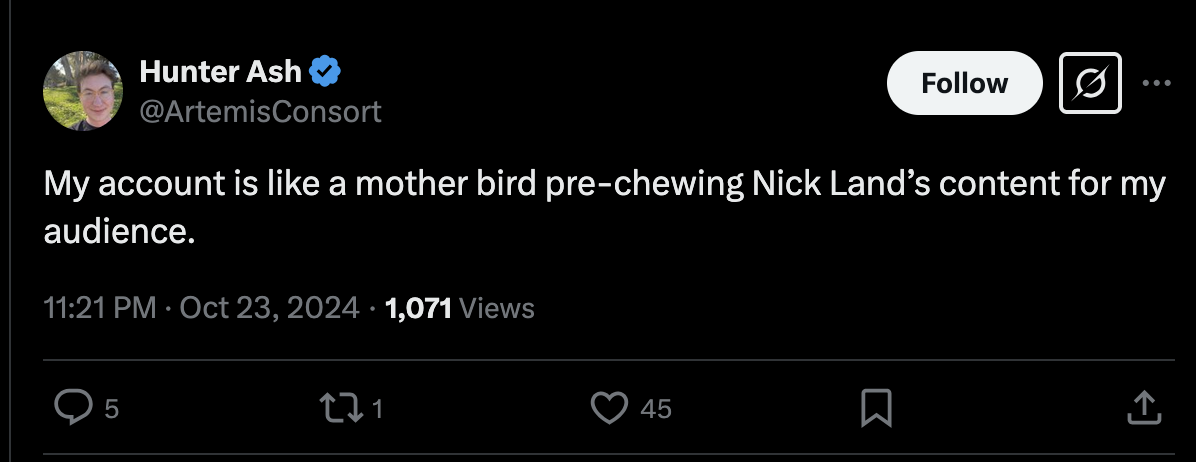 Hunter Ash
Follow
@ArtemisConsort
My account is like a mother bird pre-chewing Nick Land’s content for my
audience.
11:21 PM · Oct 23, 2024 · 1,071 Views
5 1 45